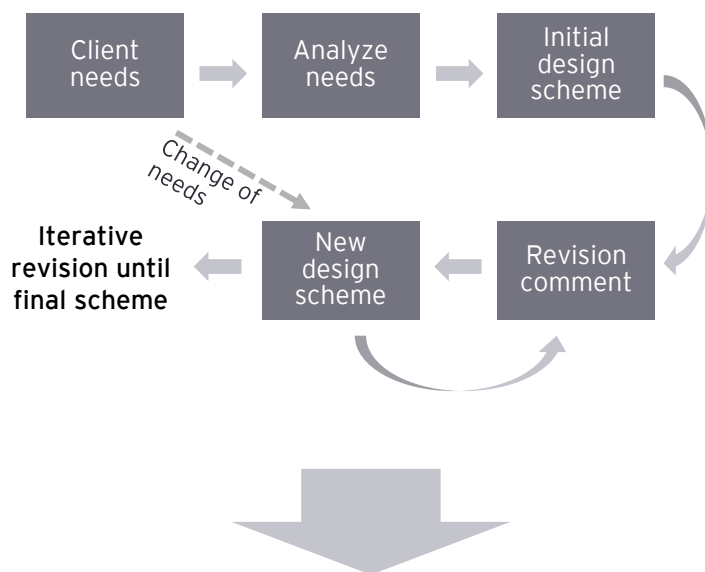 Client
needs
Analyze
needs
Initial
design
scheme
Change of
needs
Iterative
revision until
final scheme
New
design
scheme
Revision
comment